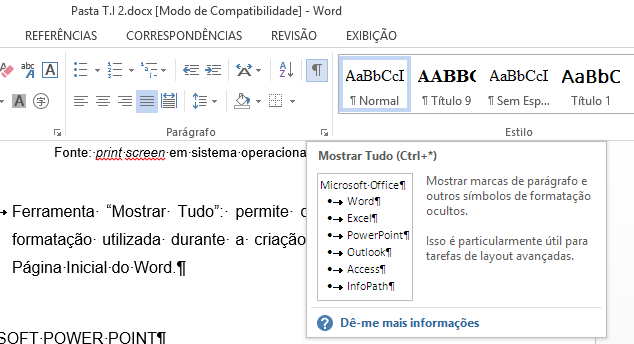 Pasta T.I 2.docx [Modo de Compatibilidade] - Word
REFERÊNCIAS CORRESPONDÊNCIAS REVISÃO EXIBIÇÃO
AaBbCcI AABBC AaBbCcI AaBbC
¶ Normal ¶ Título 9 ¶ Sem Esp... Título 1
Parágrafo Estilo
Fonte: print screen em sistema operaciona
Mostrar Tudo (Ctrl+*)
Microsoft·Office¶
Word¶
Excel¶
PowerPoint¶
Outlook¶
Access¶
InfoPath¶
Mostrar marcas de parágrafo e
outros símbolos de formatação
ocultos.
Isso é particularmente útil para
tarefas de layout avançadas.
Dê-me mais informações
Ferramenta· “Mostrar· Tudo”:· permite·
formatação· utilizada· durante· a· criação·
Página·Inicial·do·Word.¶
SOFT·POWER·POINT¶